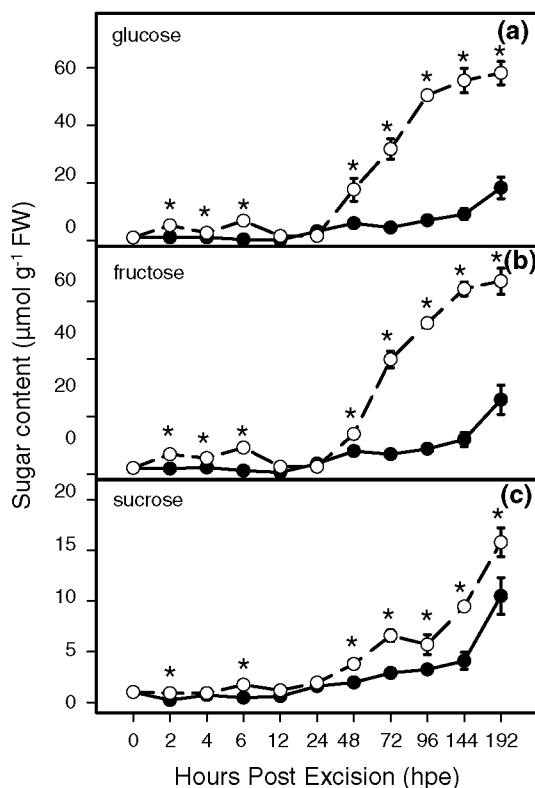 (a)
glucose
60
40
20
0
* * * * * * * *
(b)
fructose
60
40
20
0
* * * * * * * *
(c)
sucrose
20
15
10
5
0
* * * * * * *
0 2 4 6 12 24 48 72 96 144 192
Hours Post Excision (hpe)
Sugar content (µmol g⁻¹ FW)